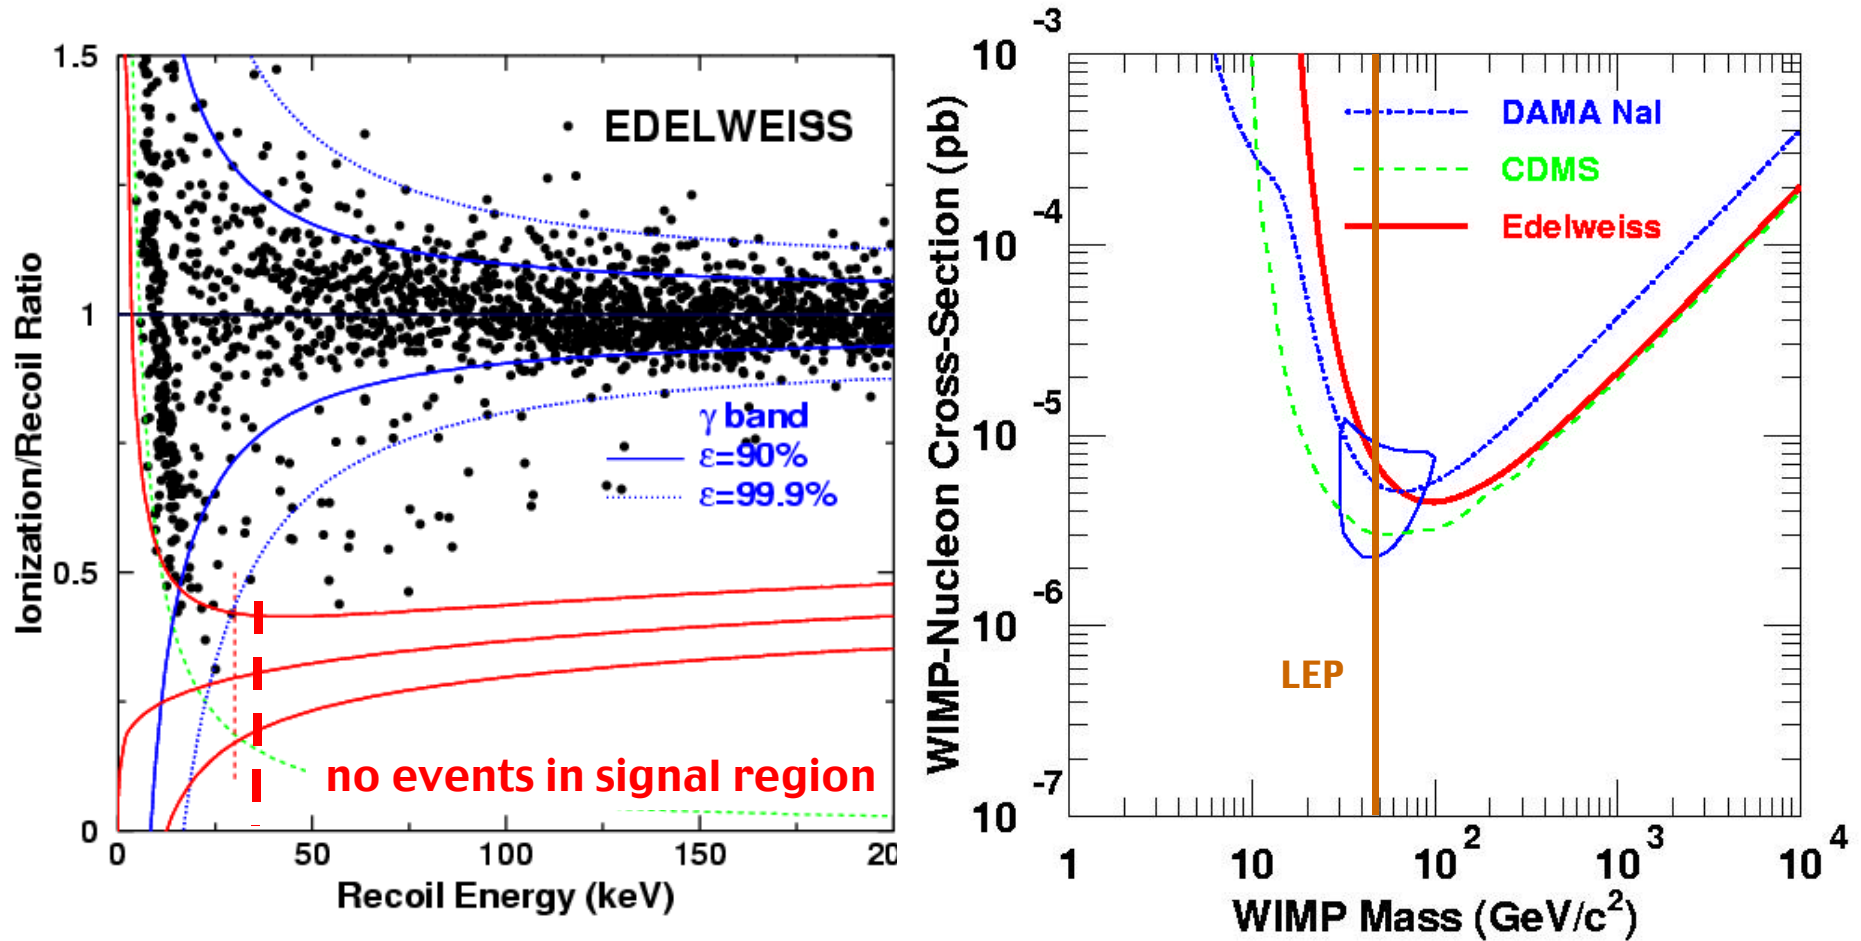 1.5
1
0.5
0
0
50
100
150
20
Ionization/Recoil Ratio
Recoil Energy (keV)
EDELWEISS
γ band
ε=90%
ε=99.9%
no events in signal region
10 -3
10 -4
10 -5
10 -6
10 -7
WIMP-Nucleon Cross-Section (pb)
DAMA NaI
CDMS
Edelweiss
LEP
1
10
10 2
10 3
10 4
WIMP Mass (GeV/c2)